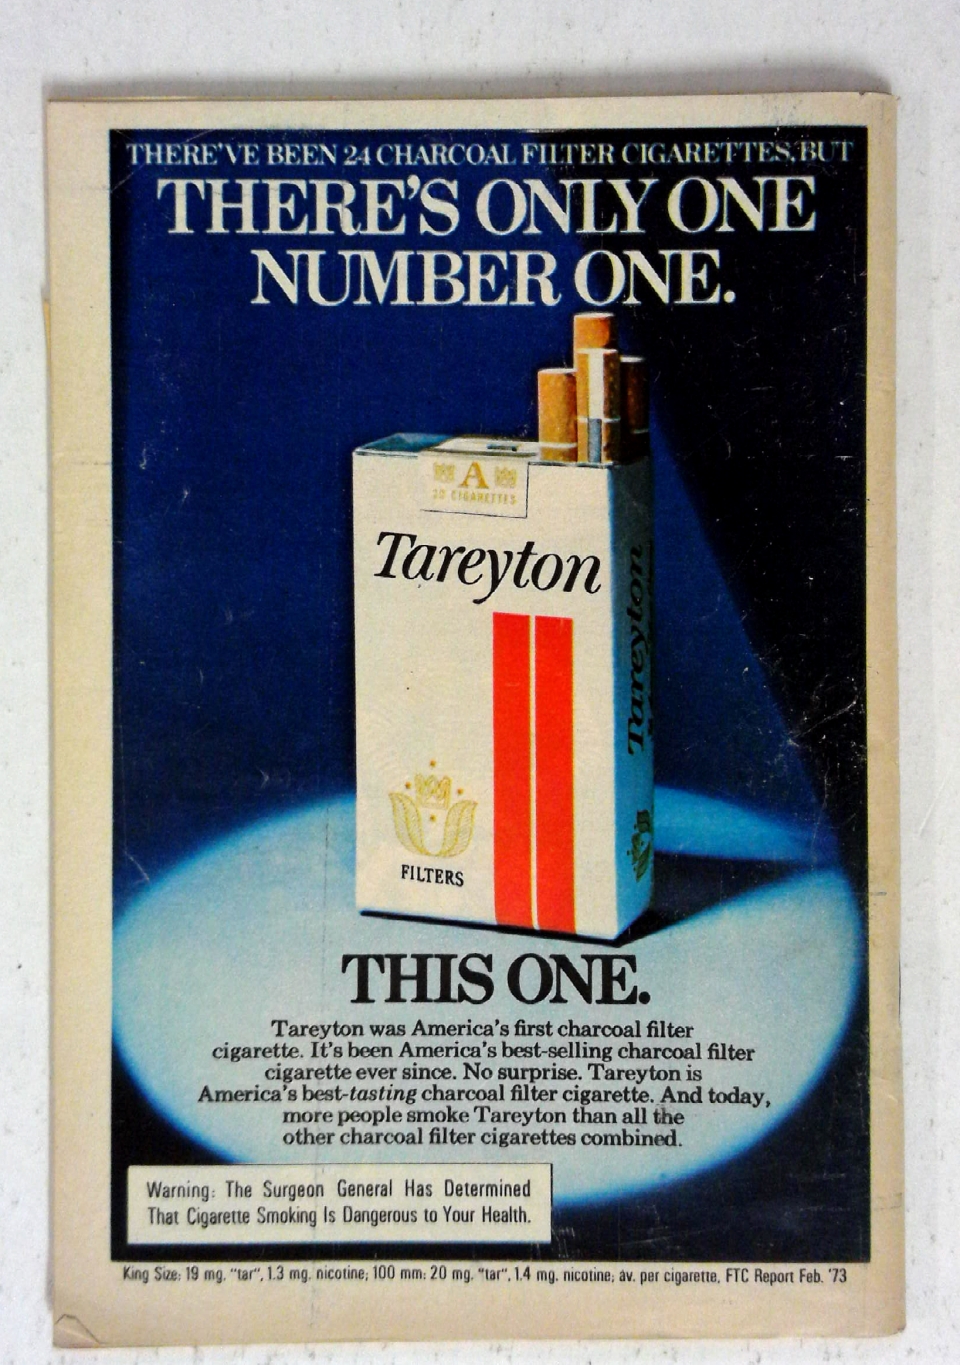 THERE'VE BEEN 24 CHARCOAL FILTER CIGARETTES, BUT
THERE'S ONLY ONE
NUMBER ONE.
A
20 CIGARETTES
Tareyton
Tareyton
FILTERS
THIS ONE.
Tareyton was America's first charcoal filter
cigarette. It's been America's best-selling charcoal filter
cigarette ever since. No surprise. Tareyton is
America's best-tasting charcoal filter cigarette. And today,
more people smoke Tareyton than all the
other charcoal filter cigarettes combined.
Warning: The Surgeon General Has Determined
That Cigarette Smoking Is Dangerous to Your Health.
King Size: 19 mg. "tar", 1.3 mg. nicotine; 100 mm: 20 mg. "tar", 1.4 mg. nicotine; av. per cigarette, FTC Report Feb. '73